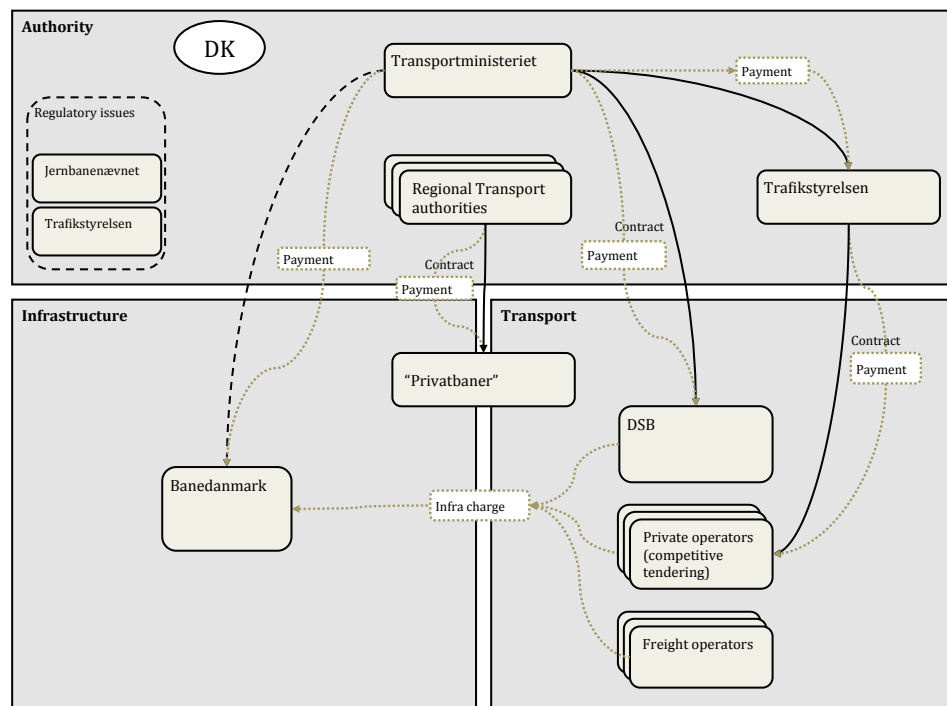 Authority
DK
Transportministeriet
Payment
Regulatory issues
Jernbanenævnet
Trafikstyrelsen
Regional Transport
authorities
Trafikstyrelsen
Contract
Payment
Payment
Contract
Payment
Infrastructure
Transport
Contract
Payment
“Privatbaner”
DSB
Banedanmark
Infra charge
Private operators
(competitive
tendering)
Freight operators